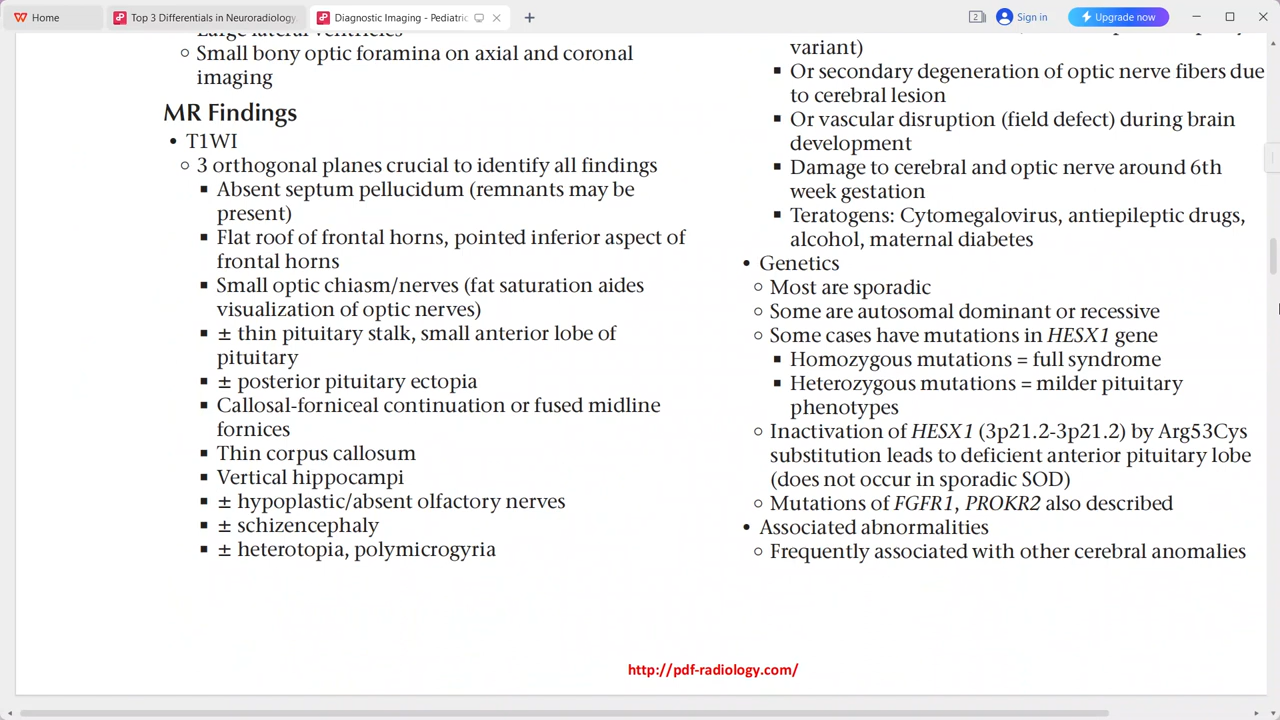 Home
Top 3 Differentials in Neuroradiology.
Diagnostic Imaging - Pediatric
2
Sign in
Upgrade now
Large lateral ventricles
Small bony optic foramina on axial and coronal
imaging
MR Findings
• T1WI
○ 3 orthogonal planes crucial to identify all findings
▪ Absent septum pellucidum (remnants may be
present)
▪ Flat roof of frontal horns, pointed inferior aspect of
frontal horns
▪ Small optic chiasm/nerves (fat saturation aides
visualization of optic nerves)
▪ ± thin pituitary stalk, small anterior lobe of
pituitary
▪ ± posterior pituitary ectopia
▪ Callosal-forniceal continuation or fused midline
fornices
▪ Thin corpus callosum
▪ Vertical hippocampi
▪ ± hypoplastic/absent olfactory nerves
▪ ± schizencephaly
▪ ± heterotopia, polymicrogyria
variant)
▪ Or secondary degeneration of optic nerve fibers due
to cerebral lesion
▪ Or vascular disruption (field defect) during brain
development
▪ Damage to cerebral and optic nerve around 6th
week gestation
▪ Teratogens: Cytomegalovirus, antiepileptic drugs,
alcohol, maternal diabetes
• Genetics
○ Most are sporadic
○ Some are autosomal dominant or recessive
○ Some cases have mutations in HESX1 gene
▪ Homozygous mutations = full syndrome
▪ Heterozygous mutations = milder pituitary
phenotypes
○ Inactivation of HESX1 (3p21.2-3p21.2) by Arg53Cys
substitution leads to deficient anterior pituitary lobe
(does not occur in sporadic SOD)
○ Mutations of FGFR1, PROKR2 also described
• Associated abnormalities
○ Frequently associated with other cerebral anomalies
http://pdf-radiology.com/